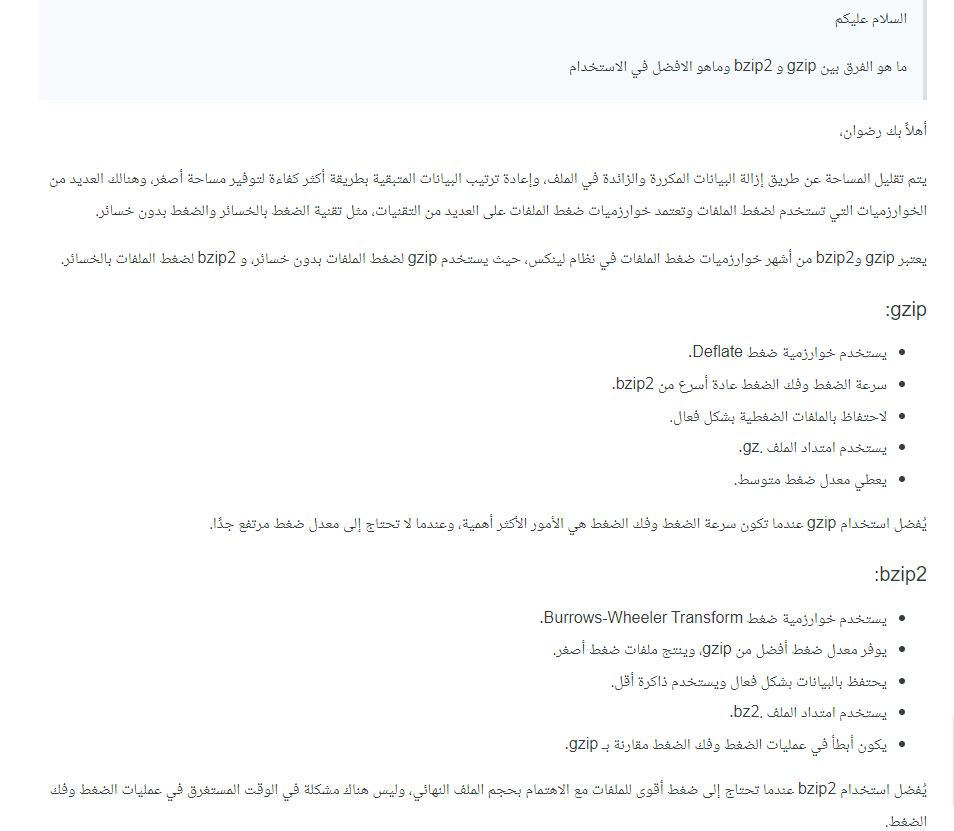 السلام عليكم
ما هو الفرق بين gzip و bzip2 وماهو الافضل في الاستخدام
أهلاً بك رضوان،
يتم تقليل المساحة عن طريق إزالة البيانات المكررة والزائدة في الملف، وإعادة ترتيب البيانات المتبقية بطريقة أكثر كفاءة لتوفير مساحة أصغر، وهنالك العديد من
الخوارزميات التي تستخدم لضغط الملفات وتعتمد خوارزميات ضغط الملفات على العديد من التقنيات، مثل تقنية الضغط بالخسائر والضغط بدون خسائر.
يعتبر gzip وbzip2 من أشهر خوارزميات ضغط الملفات في نظام لينكس، حيث يستخدم gzip لضغط الملفات بدون خسائر، و bzip2 لضغط الملفات بالخسائر.
gzip:
يستخدم خوارزمية ضغط Deflate.
سرعة الضغط وفك الضغط عادة أسرع من bzip2.
لاحتفاظ بالملفات الضغطية بشكل فعال.
يستخدم امتداد الملف .gz.
يعطي معدل ضغط متوسط.
يُفضل استخدام gzip عندما تكون سرعة الضغط وفك الضغط هي الأمور الأكثر أهمية، وعندما لا تحتاج إلى معدل ضغط مرتفع جدًا.
bzip2:
يستخدم خوارزمية ضغط Burrows-Wheeler Transform.
يوفر معدل ضغط أفضل من gzip، وينتج ملفات ضغط أصغر.
يحتفظ بالبيانات بشكل فعال ويستخدم ذاكرة أقل.
يستخدم امتداد الملف .bz2.
يكون أبطأ في عمليات الضغط وفك الضغط مقارنة بـ gzip.
يُفضل استخدام bzip2 عندما تحتاج إلى ضغط أقوى للملفات مع الاهتمام بحجم الملف النهائي، وليس هناك مشكلة في الوقت المستغرق في عمليات الضغط وفك
الضغط.